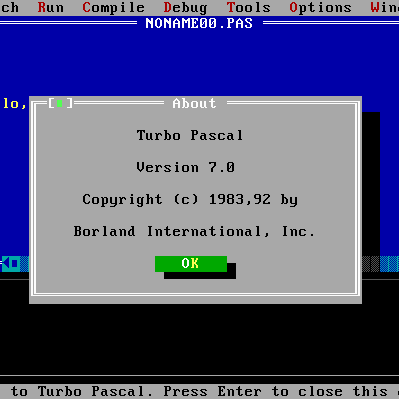 ch Run Compile Debug Tools Options Win
NONAME00.PAS
lo,
About
Turbo Pascal
Version 7.0
Copyright (c) 1983,92 by
Borland International, Inc.
OK
to Turbo Pascal. Press Enter to close this